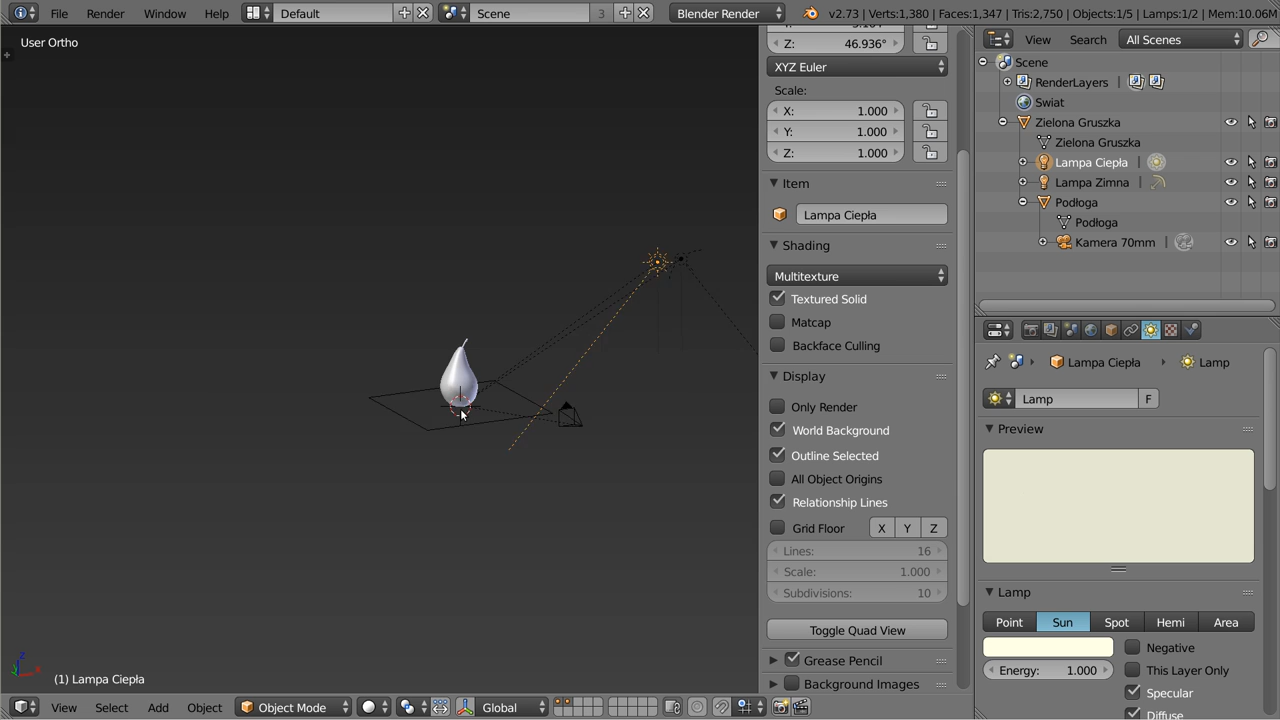 File Render Window Help Default Scene 3 Blender Render v2.73 | Verts:1,380 | Faces:1,347 | Tris:2,750 | Objects:1/5 | Lamps:1/2 | Mem:10.06M
User Ortho
Z: 46.936°
XYZ Euler
Scale:
X: 1.000
Y: 1.000
Z: 1.000
Item
Lampa Ciepła
Shading
Multitexture
Textured Solid
Matcap
Backface Culling
Display
Only Render
World Background
Outline Selected
All Object Origins
Relationship Lines
Grid Floor X Y Z
Lines: 16
Scale: 1.000
Subdivisions: 10
Toggle Quad View
Grease Pencil
Background Images
(1) Lampa Ciepła
View Select Add Object Object Mode Global
View Search All Scenes
Scene
RenderLayers
Swiat
Zielona Gruszka
Zielona Gruszka
Lampa Ciepła
Lampa Zimna
Podłoga
Podłoga
Kamera 70mm
Lampa Ciepła Lamp
Lamp F
Preview
Lamp
Point Sun Spot Hemi Area
Negative
Energy: 1.000 This Layer Only
Specular
Diffuse